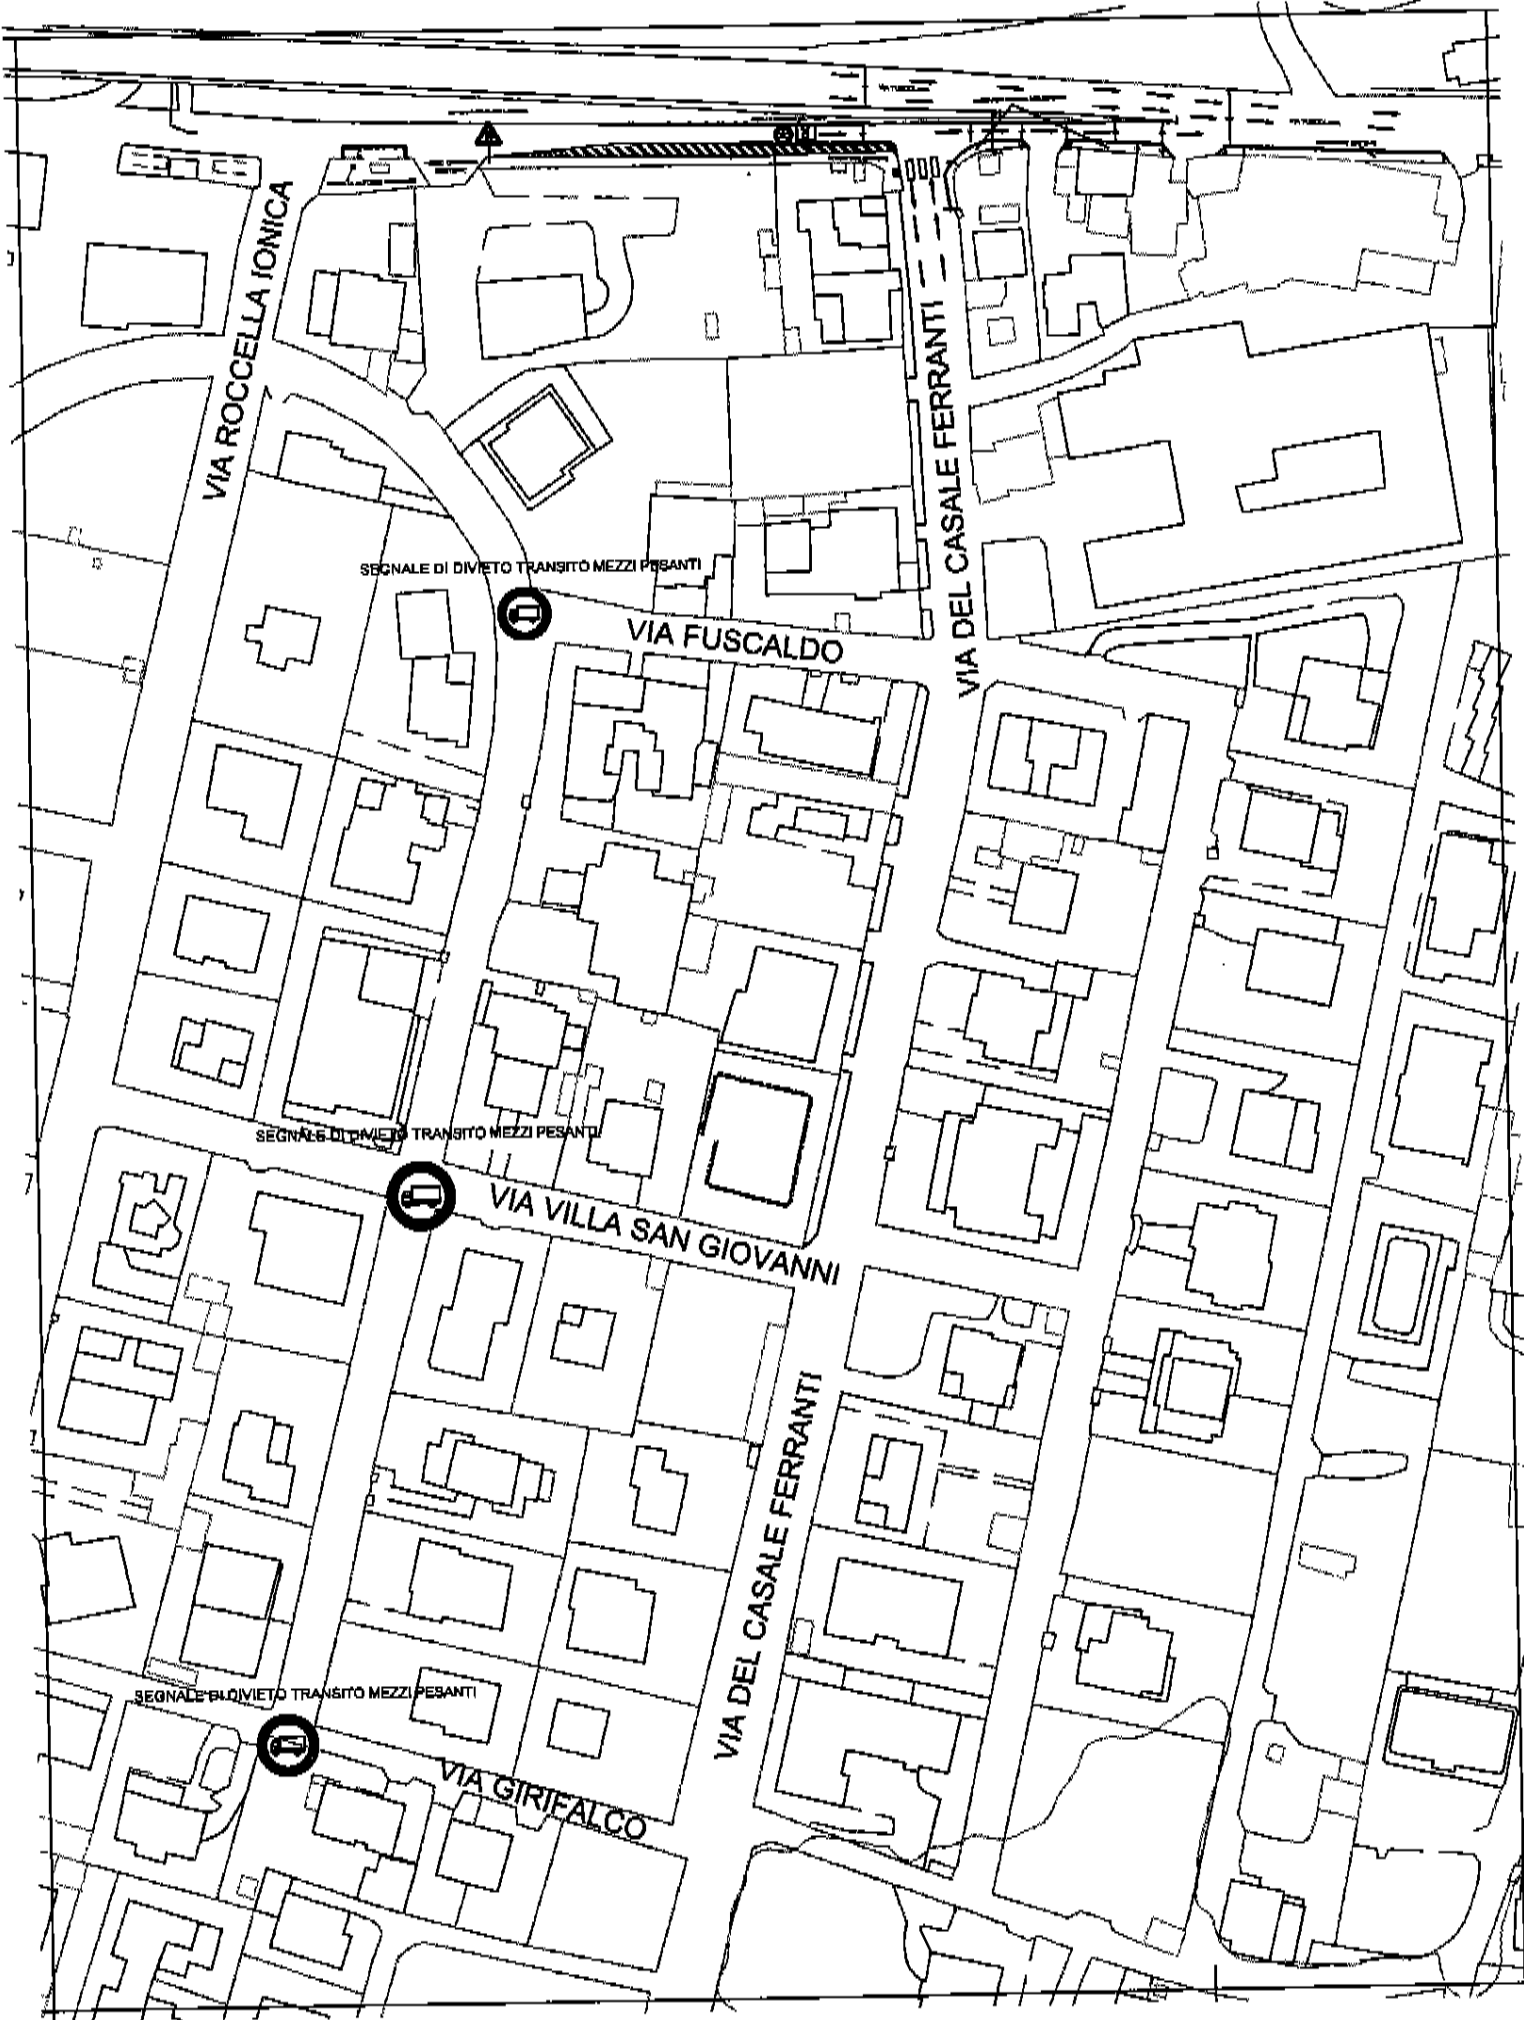 VIA ROCCELLA IONICA
VIA DEL CASALE FERRANTI
SEGNALE DI DIVIETO TRANSITO MEZZI PESANTI
VIA FUSCALDO
SEGNALE DI DIVIETO TRANSITO MEZZI PESANTI
VIA VILLA SAN GIOVANNI
VIA DEL CASALE FERRANTI
SEGNALE DI DIVIETO TRANSITO MEZZI PESANTI
VIA GIRIFALCO